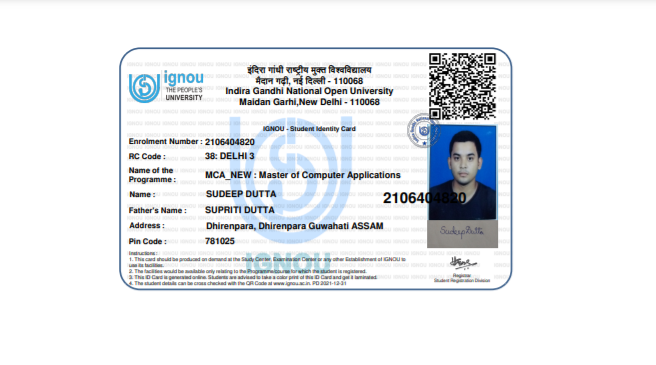 ignou
THE PEOPLE'S
UNIVERSITY
इंदिरा गांधी राष्ट्रीय मुक्त विश्वविद्यालय
मैदान गढ़ी, नई दिल्ली - 110068
Indira Gandhi National Open University
Maidan Garhi,New Delhi - 110068
IGNOU - Student Identity Card
Enrolment Number : 2106404820
RC Code : 38: DELHI 3
Name of the
Programme : MCA_NEW : Master of Computer Applications
Name : SUDEEP DUTTA
2106404820
Father's Name : SUPRITI DUTTA
Address : Dhirenpara, Dhirenpara Guwahati ASSAM
Pin Code : 781025
Sudeep Dutta
Registrar
Student Registration Division
IGNOU
Instructions :
1. This card should be produced on demand at the Study Center, Examination Center or any other Establishment of IGNOU to
use its facilities.
2. The facilities would be available only relating to the Programme/course for which the student is registered.
3. This ID Card is generated online. Students are advised to take a color print of this ID Card and get it laminated.
4. The student details can be cross checked with the QR Code at www.ignou.ac.in. PD 2021-12-31